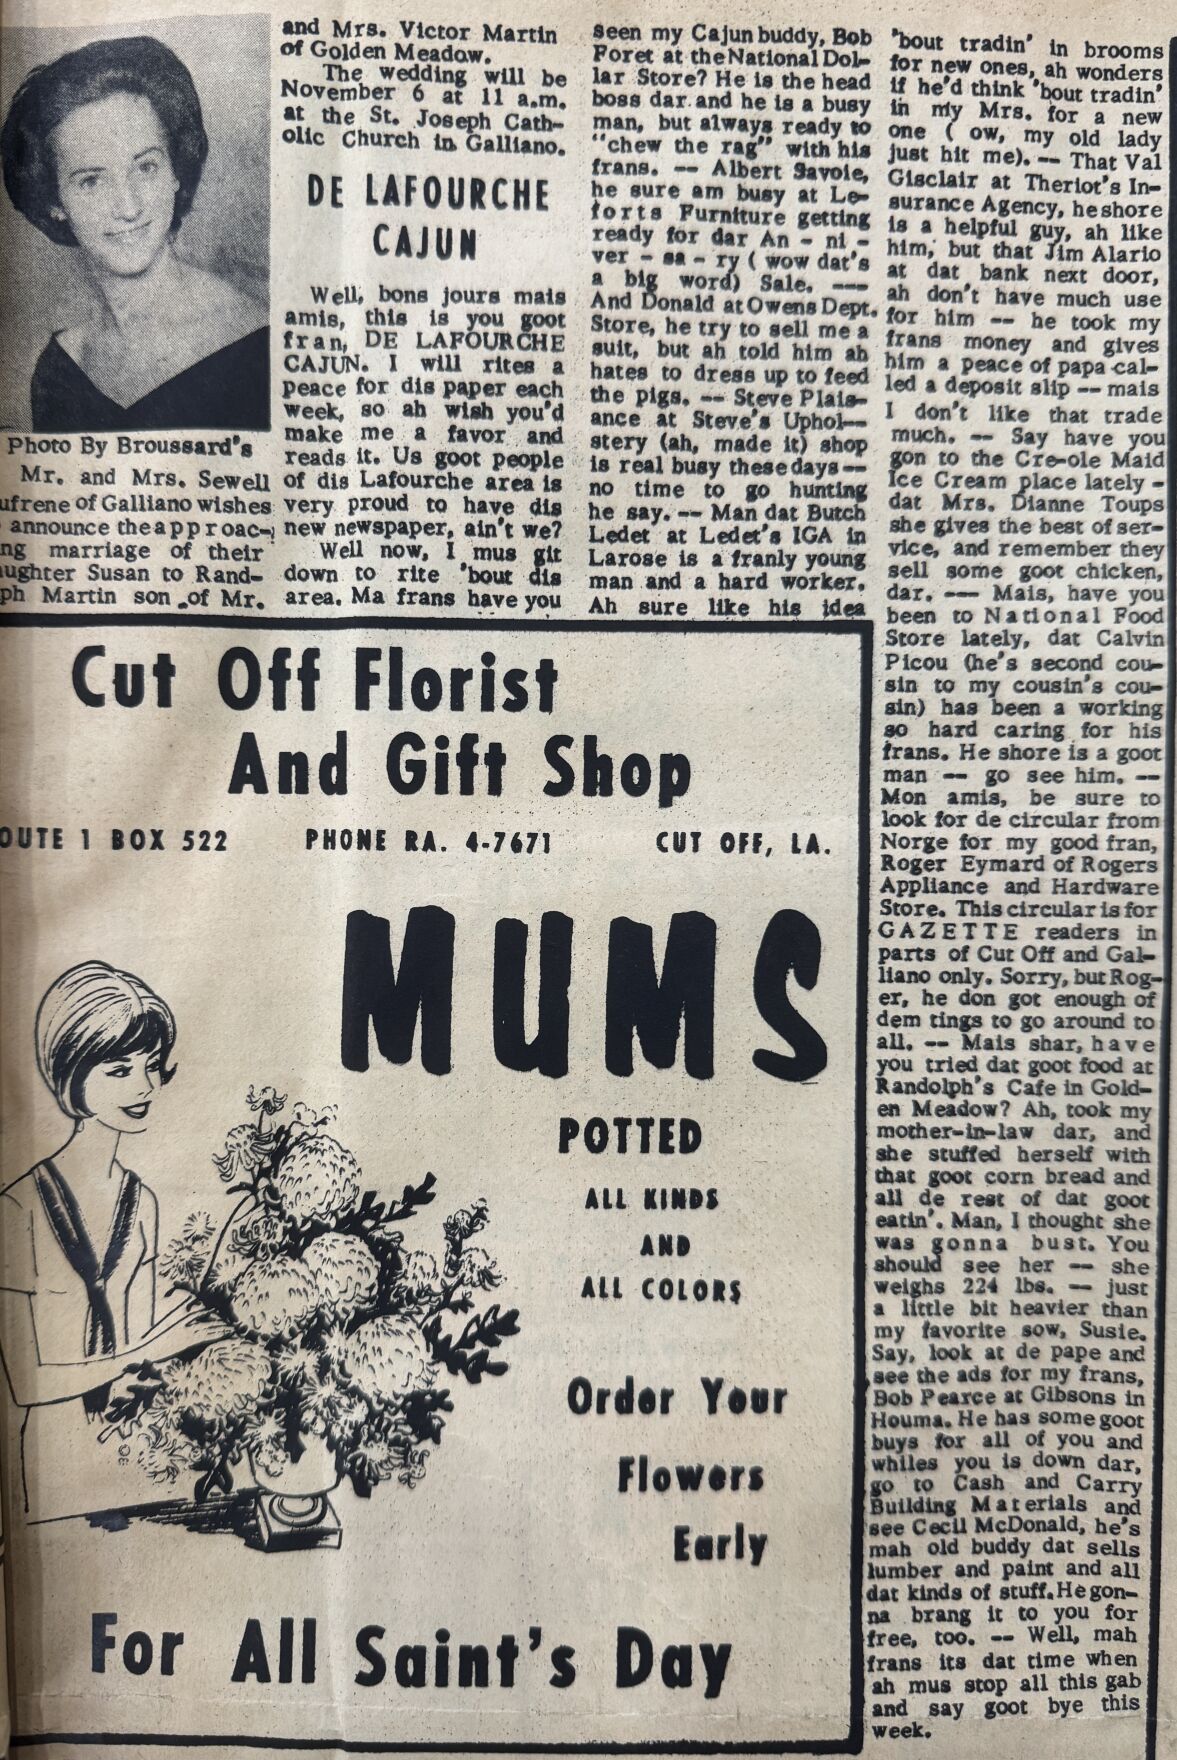 Photo By Broussard's
Mr. and Mrs. Sewell
ufrene of Galliano wishes
announce the approac-
ng marriage of their
aughter Susan to Rand-
ph Martin son of Mr.
and Mrs. Victor Martin
of Golden Meadow.
The wedding will be
November 6 at 11 a.m.
at the St. Joseph Cath-
olic Church in Galliano.
DE LAFOURCHE
CAJUN
Well, bons jours mais
amis, this is you goot
fran, DE LAFOURCHE
CAJUN. I will rites a
peace for dis paper each
week, so ah wish you'd
make me a favor and
reads it. Us goot people
of dis Lafourche area is
very proud to have dis
new newspaper, ain't we?
Well now, I mus git
down to rite 'bout dis
area. Ma frans have you
seen my Cajun buddy, Bob
Foret at the National Dol-
lar Store? He is the head
boss dar and he is a busy
man, but always ready to
"chew the rag" with his
frans. -- Albert Savoie,
he sure am busy at Le-
forts Furniture getting
ready for dar An - ni -
ver - sa - ry ( wow dat's
a big word) Sale. ---
And Donald at Owens Dept.
Store, he try to sell me a
suit, but ah told him ah
hates to dress up to feed
the pigs. -- Steve Plais-
ance at Steve's Uphol--
stery (ah, made it) shop
is real busy these days --
no time to go hunting
he say. -- Man dat Butch
Ledet at Ledet's IGA in
Larose is a franly young
man and a hard worker.
Ah sure like his idea
'bout tradin' in brooms
for new ones, ah wonders
if he'd think 'bout tradin'
in my Mrs. for a new
one ( ow, my old lady
just hit me). -- That Val
Gisclair at Theriot's In-
surance Agency, he shore
is a helpful guy, ah like
him, but that Jim Alario
at dat bank next door,
ah don't have much use
for him -- he took my
frans money and gives
him a peace of papa cal-
led a deposit slip -- mais
I don't like that trade
much. -- Say have you
gon to the Cre-ole Maid
Ice Cream place lately -
dat Mrs. Dianne Toups
she gives the best of ser-
vice, and remember they
sell some goot chicken,
dar. --- Mais, have you
been to National Food
Store lately, dat Calvin
Picou (he's second cou-
sin to my cousin's cou-
sin) has been a working
so hard caring for his
frans. He shore is a goot
man -- go see him. --
Mon amis, be sure to
look for de circular from
Norge for my good fran,
Roger Eymard of Rogers
Appliance and Hardware
Store. This circular is for
GAZETTE readers in
parts of Cut Off and Gal-
liano only. Sorry, but Rog-
er, he don got enough of
dem tings to go around to
all. -- Mais shar, have
you tried dat goot food at
Randolph's Cafe in Gold-
en Meadow? Ah, took my
mother-in-law dar, and
she stuffed herself with
that goot corn bread and
all de rest of dat goot
eatin'. Man, I thought she
was gonna bust. You
should see her -- she
weighs 224 lbs. -- just
a little bit heavier than
my favorite sow, Susie.
Say, look at de pape and
see the ads for my frans,
Bob Pearce at Gibsons in
Houma. He has some goot
buys for all of you and
whiles you is down dar,
go to Cash and Carry
Building Materials and
see Cecil McDonald, he's
mah old buddy dat sells
lumber and paint and all
dat kinds of stuff. He gon-
na brang it to you for
free, too. -- Well, mah
frans its dat time when
ah mus stop all this gab
and say goot bye this
week.
Cut Off Florist
And Gift Shop
OUTE 1 BOX 522 PHONE RA. 4-7671 CUT OFF, LA.
MUMS
POTTED
ALL KINDS
AND
ALL COLORS
Order Your
Flowers
Early
For All Saint's Day